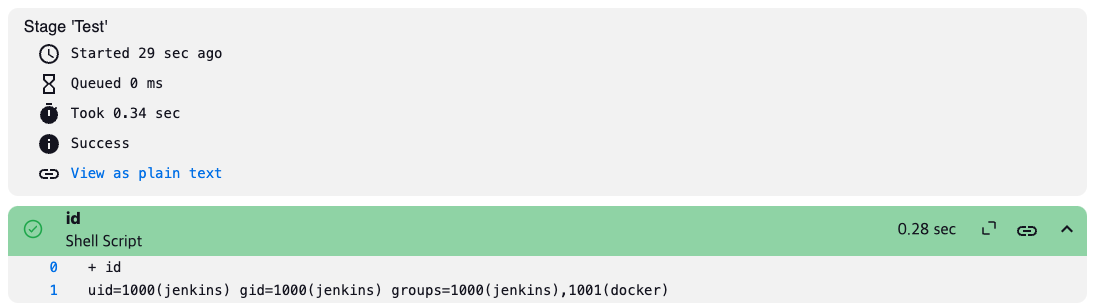 Stage 'Test'
Started 29 sec ago
Queued 0 ms
Took 0.34 sec
Success
View as plain text
id
Shell Script
0.28 sec
0 + id
1 uid=1000(jenkins) gid=1000(jenkins) groups=1000(jenkins),1001(docker)